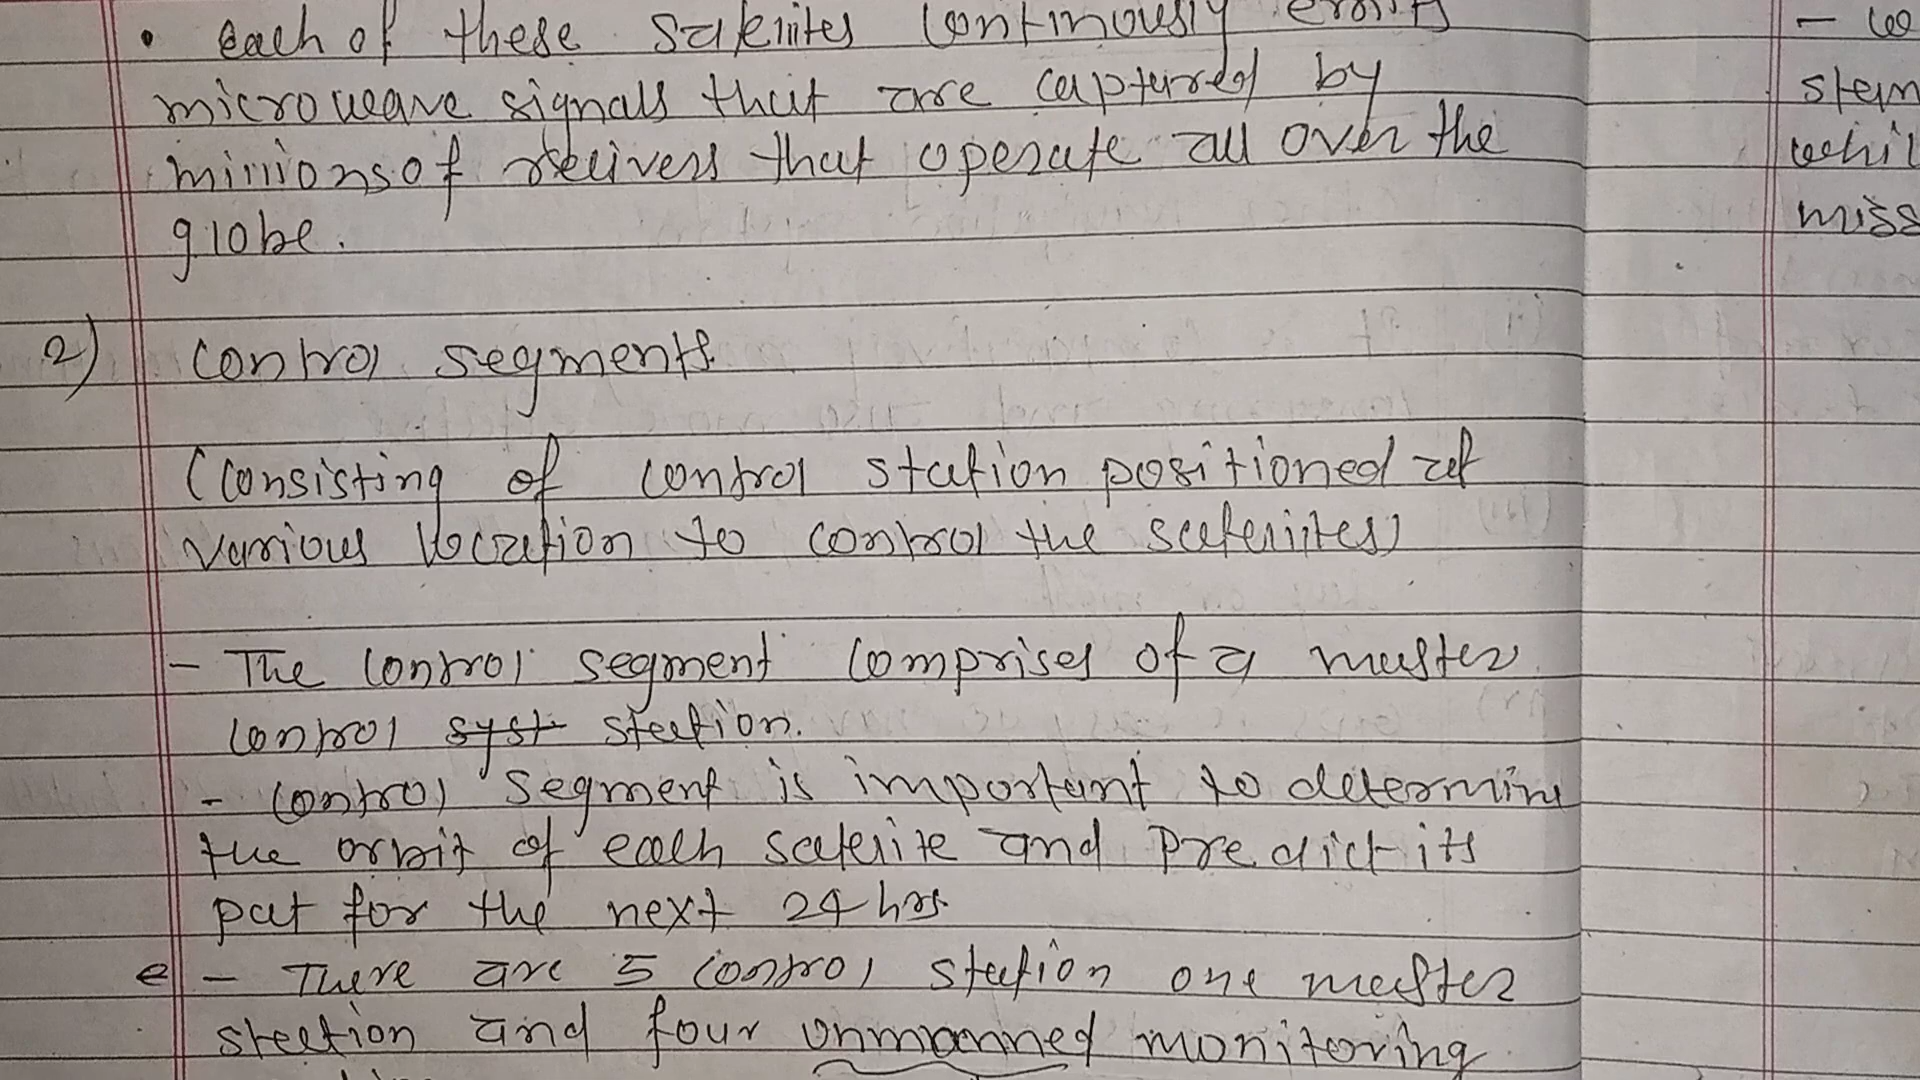 • Each of these satellites continuously emits
microwave signals that are captured by
millions of recivers that operate all over the
globe.
2) control segments
(consisting of control station positioned at
various location to control the satellites)
- The control segment comprises of a master
control syst station.
- control segment is important to determine
the orbit of each satellite and predict its
pat for the next 24 hrs.
e - There are 5 control station one master
station and four unmanned monitoring